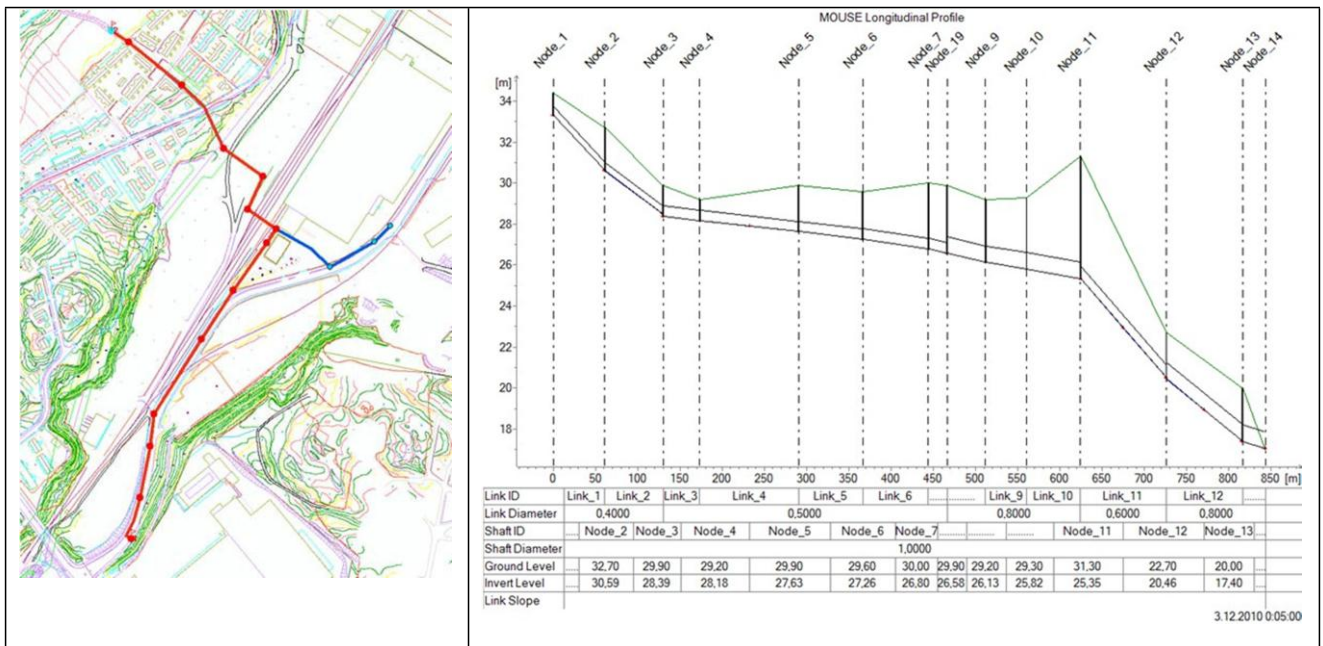 MOUSE Longitudinal Profile
Node_1 Node_2 Node_3 Node_4 Node_5 Node_6 Node_7 Node_19 Node_9 Node_10 Node_11 Node_12 Node_13 Node_14
[m]
34
32
30
28
26
24
22
20
18
0 50 100 150 200 250 300 350 400 450 500 550 600 650 700 750 800 850 [m]
Link ID Link_1 Link_2 Link_3 Link_4 Link_5 Link_6 ............ Link_9 Link_10 Link_11 Link_12 ......
Link Diameter 0,4000 0,5000 0,8000 0,6000 0,8000
Shaft ID ..... Node_2 Node_3 Node_4 Node_5 Node_6 Node_7 ........ ........ ........ Node_11 Node_12 Node_13 ....
Shaft Diameter 1,0000
Ground Level ..... 32,70 29,90 29,20 29,90 29,60 30,00 29,90 29,20 29,30 31,30 22,70 20,00 ....
Invert Level ..... 30,59 28,39 28,18 27,63 27,26 26,80 26,58 26,13 25,82 25,35 20,46 17,40 ....
Link Slope
3.12.2010 0:05:00